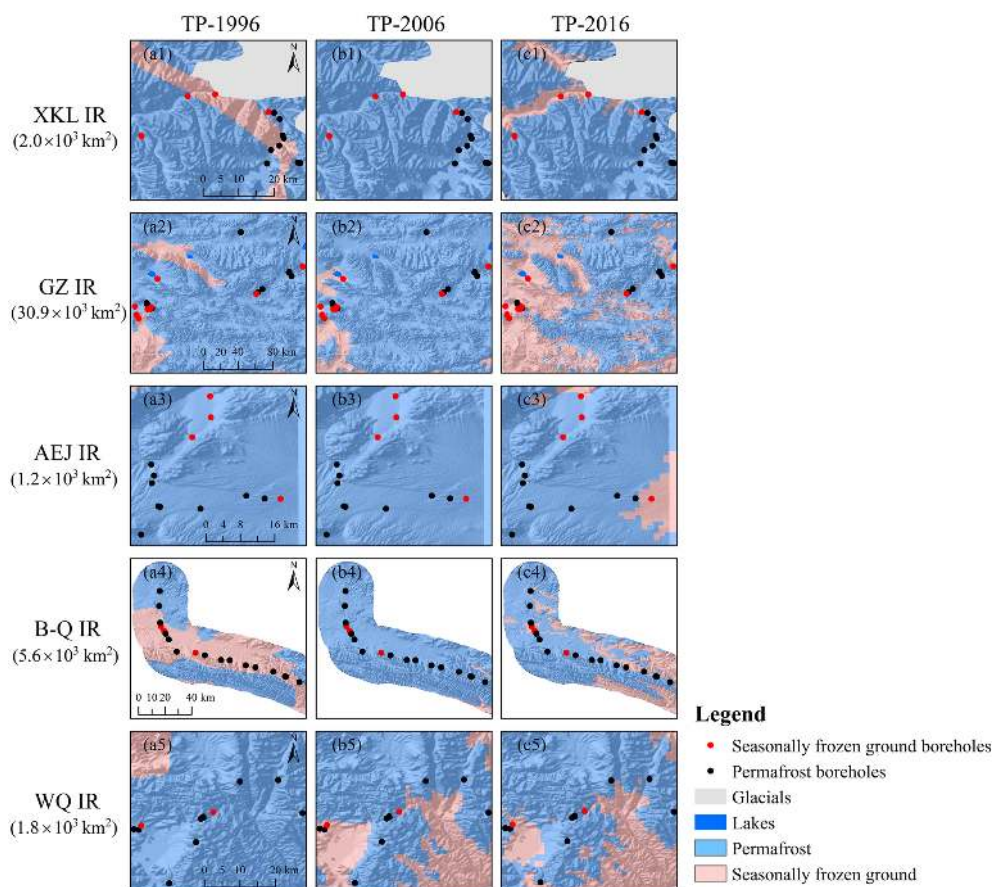 TP-1996 TP-2006 TP-2016
(a1) N (b1) (c1)
XKL IR
(2.0×10³ km²)
0 5 10 20 km
(a2) N (b2) (c2)
GZ IR
(30.9×10³ km²)
0 20 40 80 km
(a3) N (b3) (c3)
AEJ IR
(1.2×10³ km²)
0 4 8 16 km
(a4) N (b4) (c4)
B-Q IR
(5.6×10³ km²)
0 10 20 40 km
(a5) N (b5) (c5)
WQ IR
(1.8×10³ km²)
0 5 10 20 km
Legend
Seasonally frozen ground boreholes
Permafrost boreholes
Glacials
Lakes
Permafrost
Seasonally frozen ground